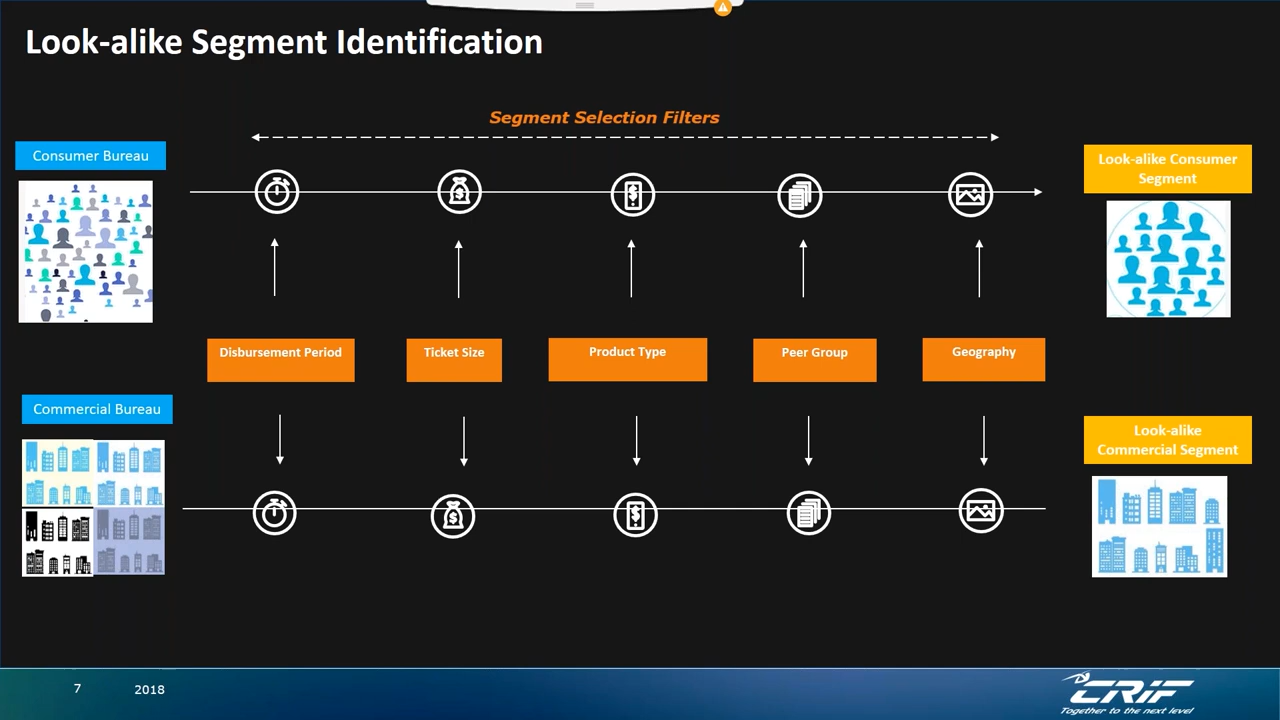 Look-alike Segment Identification
Segment Selection Filters
Consumer Bureau
Look-alike Consumer
Segment
Disbursement Period
Ticket Size
Product Type
Peer Group
Geography
Commercial Bureau
Look-alike
Commercial Segment
7
2018
CRIF
Together to the next level